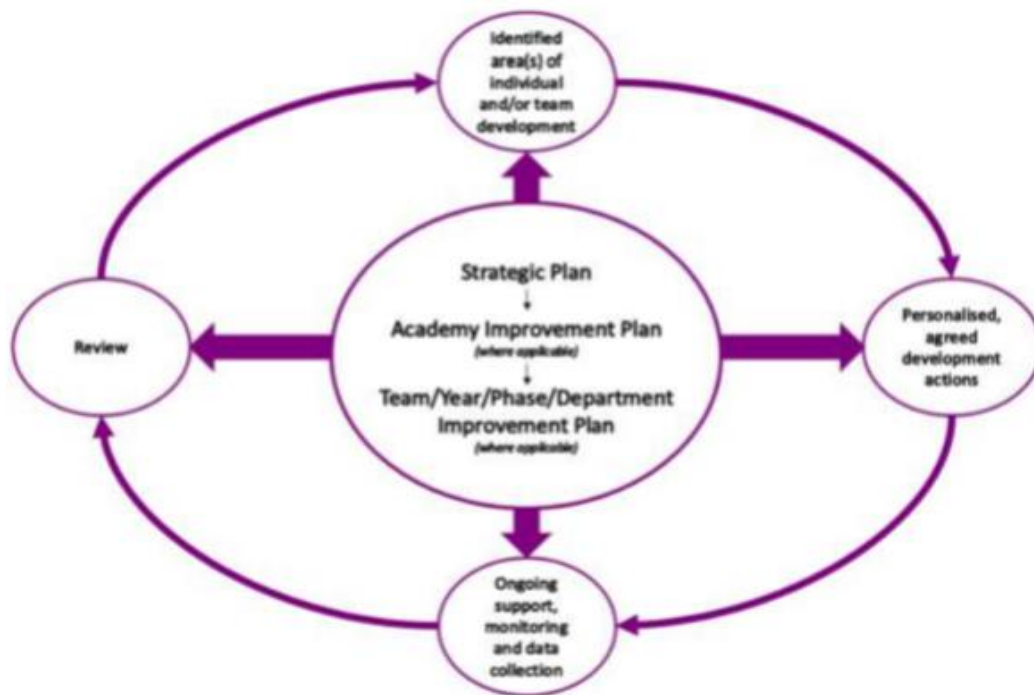 Identified
area(s) of
individual
and/or team
development
Strategic Plan
Academy Improvement Plan
(where applicable)
Team/Year/Phase/Department
Improvement Plan
(where applicable)
Review
Personalised,
agreed
development
actions
Ongoing
support,
monitoring
and data
collection